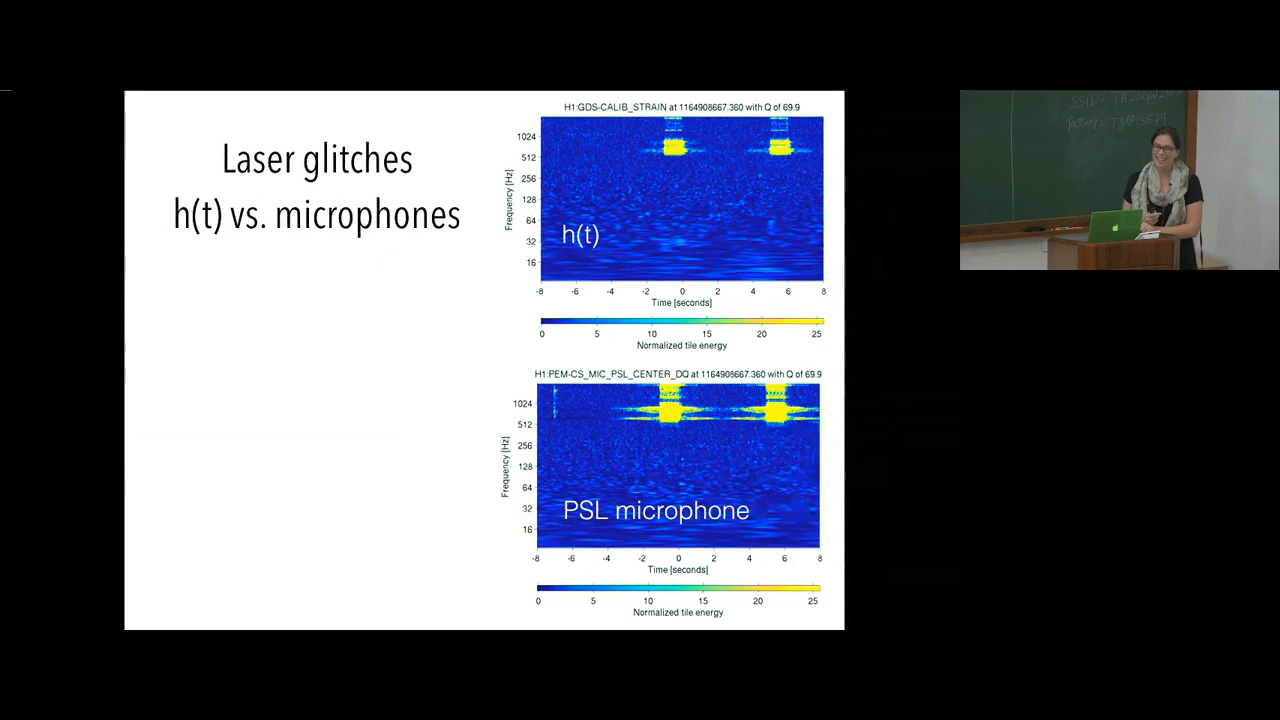 Laser glitches
h(t) vs. microphones
H1:GDS-CALIB_STRAIN at 1164908667.360 with Q of 69.9
1024
512
256
128
64
32
16
Frequency [Hz]
h(t)
-8 -6 -4 -2 0 2 4 6 8
Time [seconds]
0 5 10 15 20 25
Normalized tile energy
H1:PEM-CS_MIC_PSL_CENTER_DQ at 1164908667.360 with Q of 69.9
1024
512
256
128
64
32
16
Frequency [Hz]
PSL microphone
-8 -6 -4 -2 0 2 4 6 8
Time [seconds]
0 5 10 15 20 25
Normalized tile energy